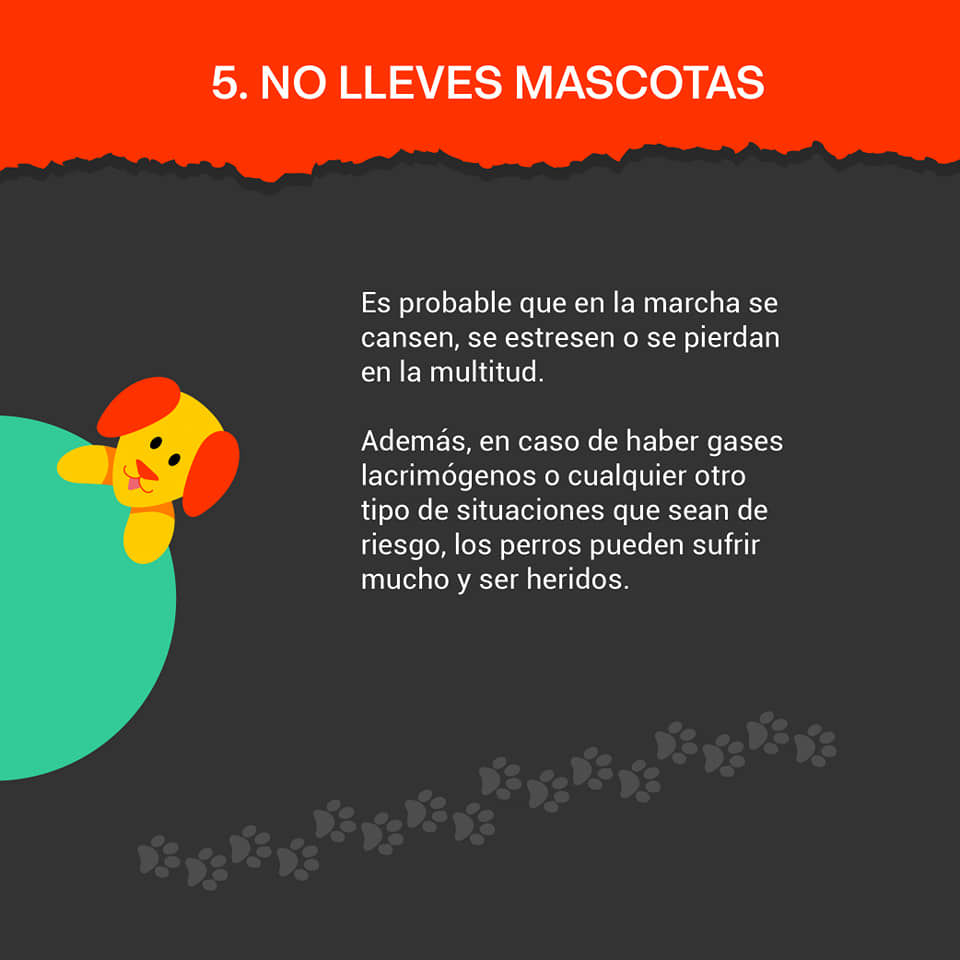 5. NO LLEVES MASCOTAS
Es probable que en la marcha se
cansen, se estresen o se pierdan
en la multitud.
Además, en caso de haber gases
lacrimógenos o cualquier otro
tipo de situaciones que sean de
riesgo, los perros pueden sufrir
mucho y ser heridos.